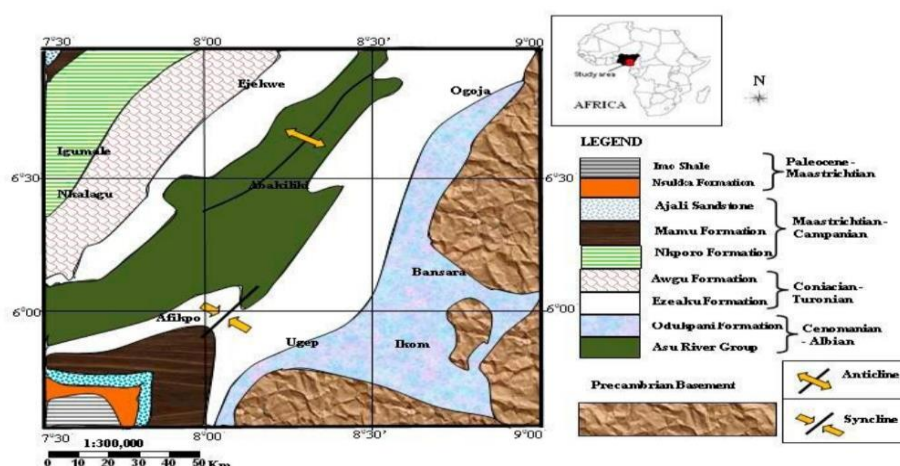 7°30
8°00
8°30
9°00
Ejekwe
Ogoja
N
Study area
AFRICA
LEGEND
Igumale
Abakiliki
Nkalagu
6°30
6°30
Imo Shale
Nsukka Formation
Paleocene-
Maastrichtian
Ajali Sandstone
Mamu Formation
Nkporo Formation
Maastrichtian-
Campanian
Bansara
Awgu Formation
Ezeaku Formation
Coniacian-
Turonian
6°00
6°00
Afikpo
Ugep
Ikom
Odukpani Formation
Asu River Group
Cenomanian
- Albian
Precambrian Basement
Anticline
Syncline
7°30
8°00
8°30
9°00
1:300,000
0 10 20 30 40 50 Km